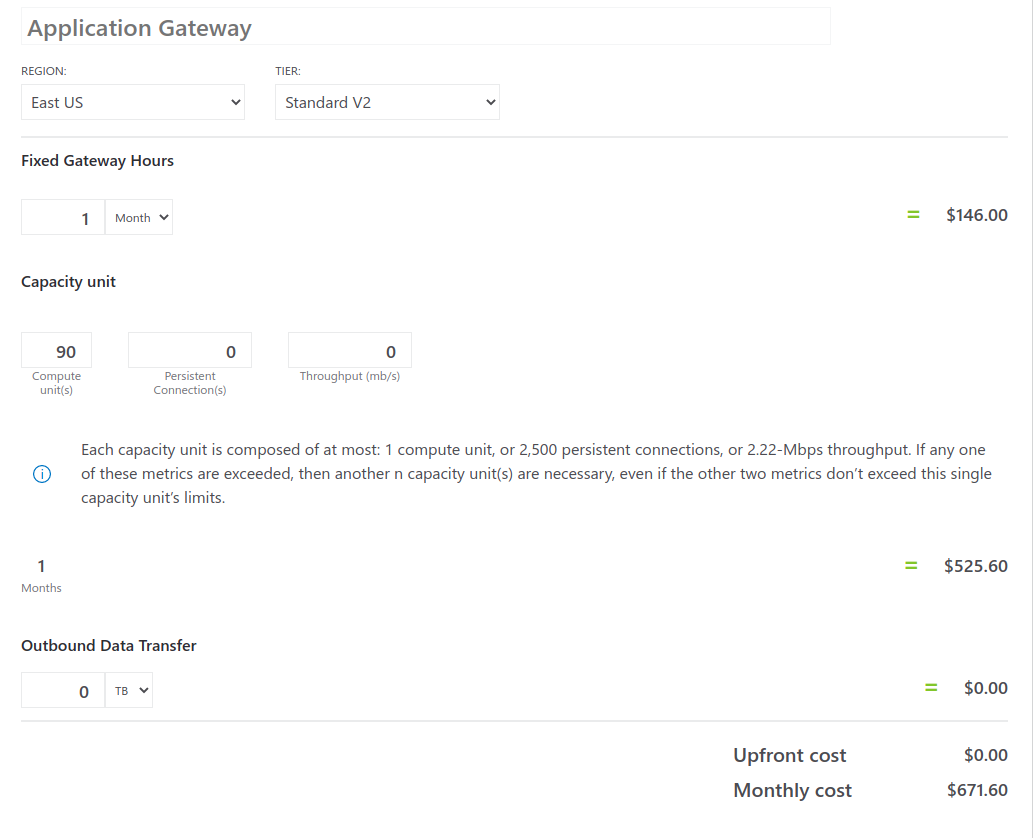 Application Gateway
REGION:
TIER:
East US
Standard V2
Fixed Gateway Hours
1
Month
=
$146.00
Capacity unit
90
0
0
Compute
unit(s)
Persistent
Connection(s)
Throughput (mb/s)
Each capacity unit is composed of at most: 1 compute unit, or 2,500 persistent connections, or 2.22-Mbps throughput. If any one
of these metrics are exceeded, then another n capacity unit(s) are necessary, even if the other two metrics don’t exceed this single
capacity unit’s limits.
1
Months
=
$525.60
Outbound Data Transfer
0
TB
=
$0.00
Upfront cost
$0.00
Monthly cost
$671.60